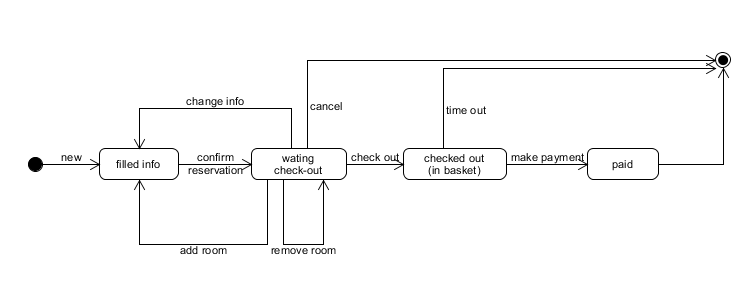 change info
cancel
time out
new
filled info
confirm
reservation
wating
check-out
check out
checked out
(in basket)
make payment
paid
add room
remove room